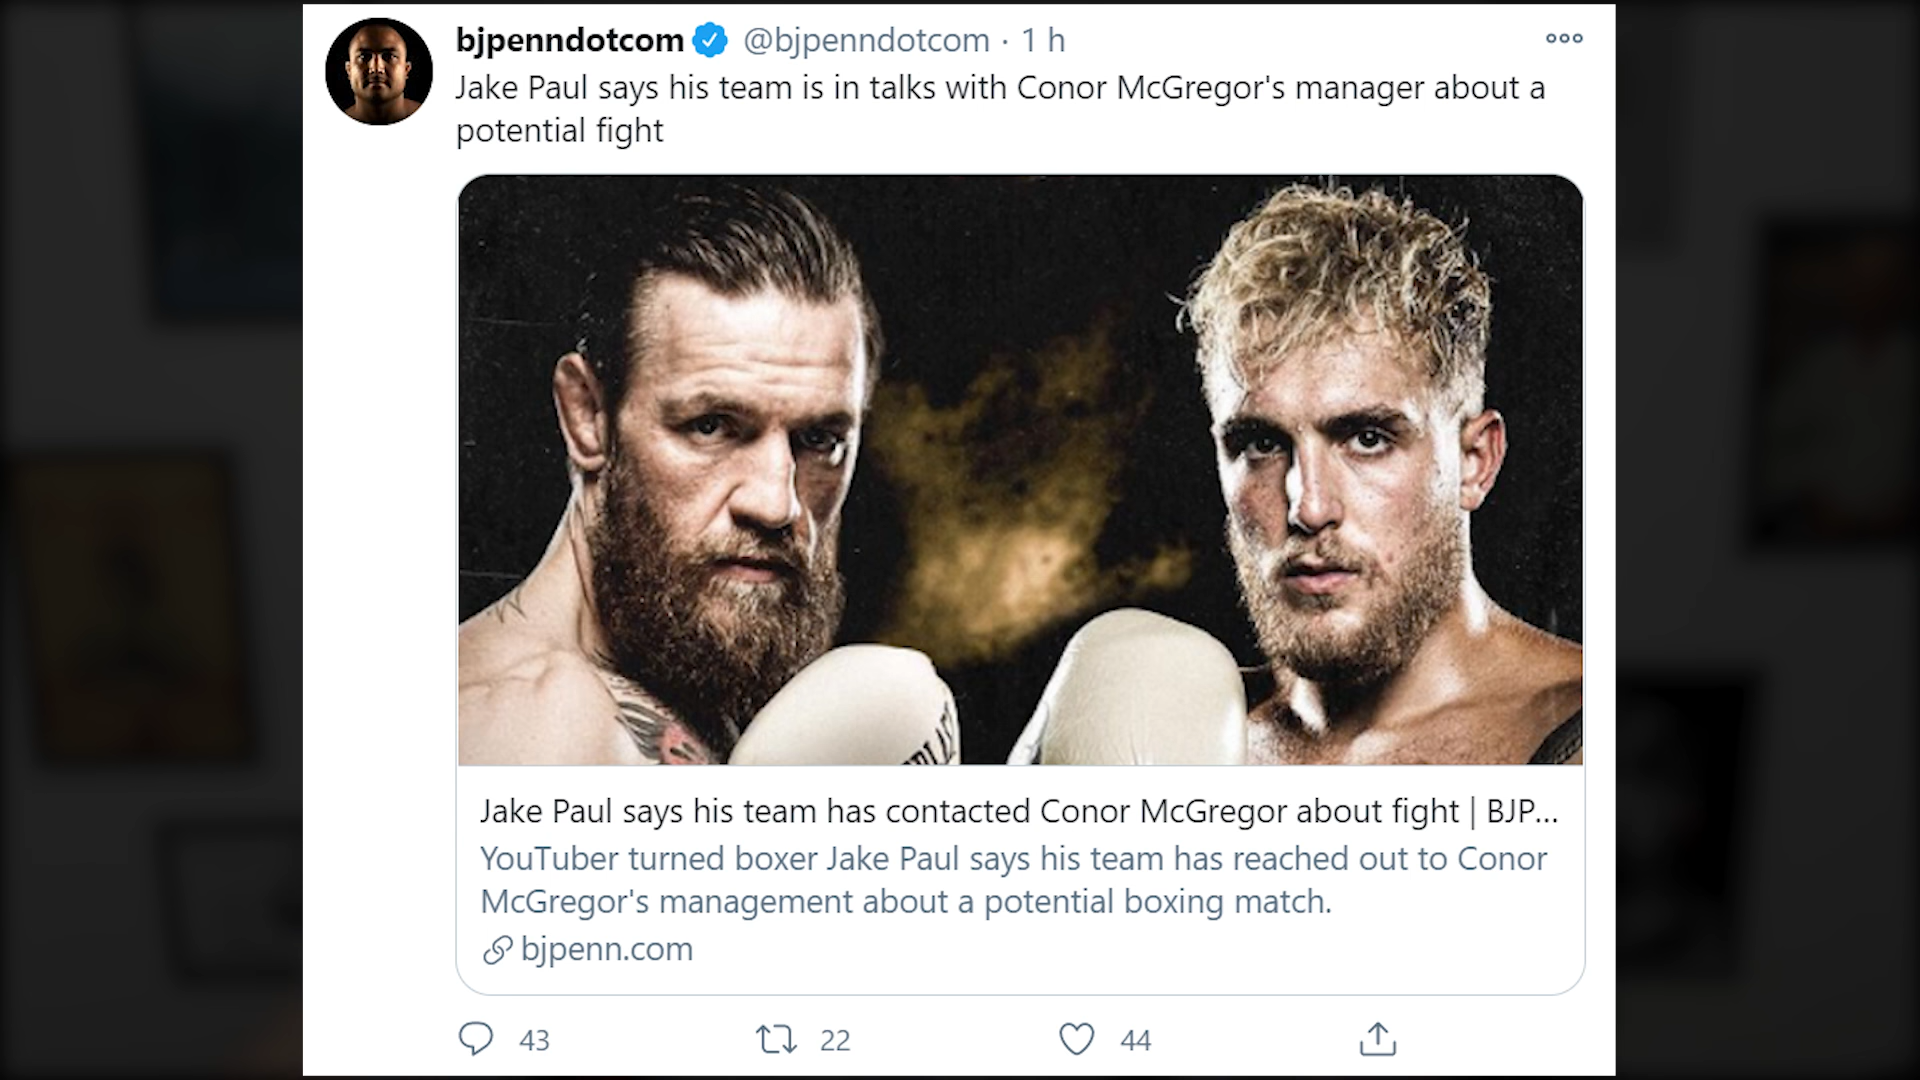 bjpenndotcom @bjpenndotcom · 1 h
Jake Paul says his team is in talks with Conor McGregor's manager about a
potential fight
Jake Paul says his team has contacted Conor McGregor about fight | BJP...
YouTuber turned boxer Jake Paul says his team has reached out to Conor
McGregor's management about a potential boxing match.
bjpenn.com
43 22 44